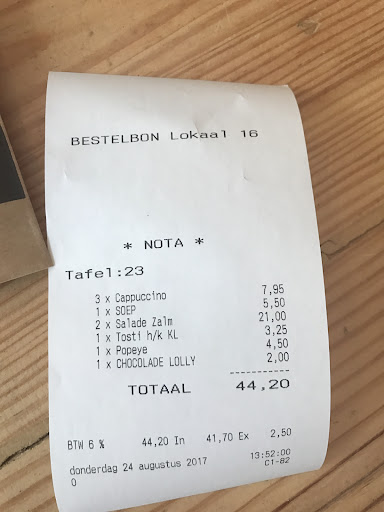 BESTELBON Lokaal 16
* NOTA *
Tafel:23
3 x Cappuccino 7,95
1 x SOEP 5,50
2 x Salade Zalm 21,00
1 x Tosti h/k KL 3,25
1 x Popeye 4,50
1 x CHOCOLADE LOLLY 2,00
-----------
TOTAAL 44,20
BTW 6 % 44,20 In 41,70 Ex 2,50
donderdag 24 augustus 2017 13:52:00
0 C1-82